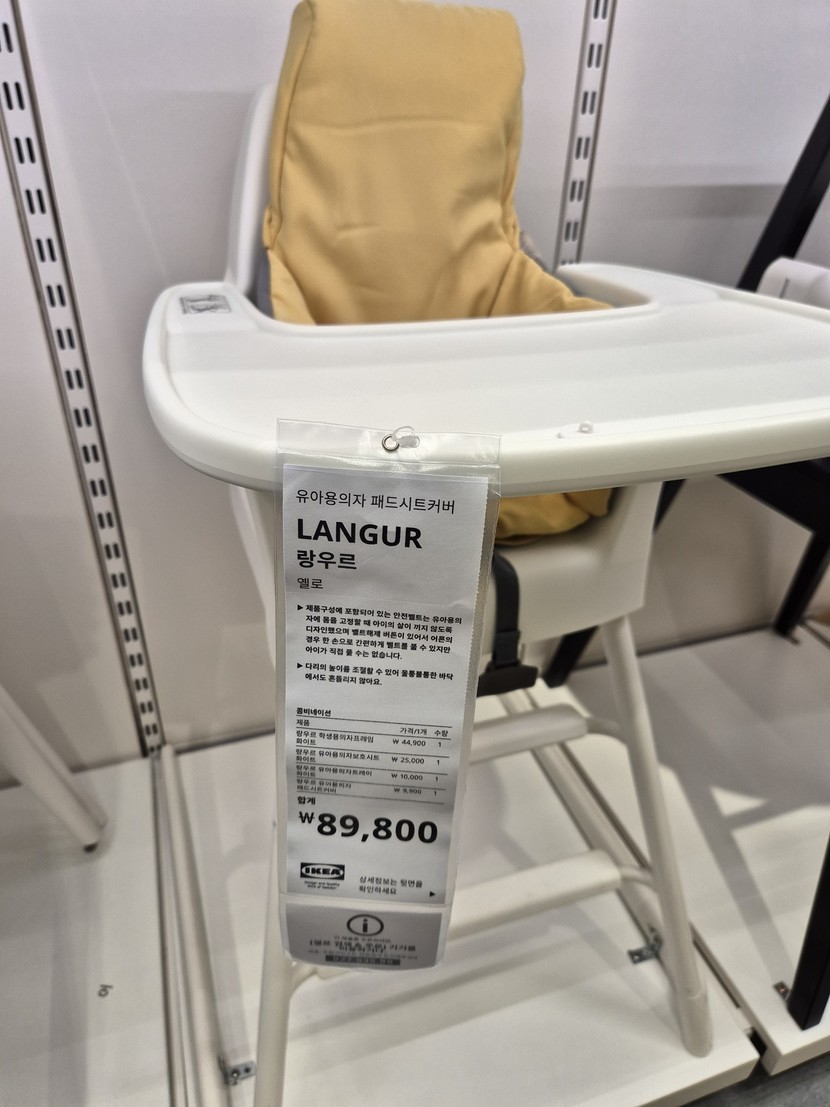 유아용의자 패드시트커버
LANGUR
랑우르
옐로
▶ 제품구성에 포함되어 있는 안전벨트는 유아용의
자에 몸을 고정할 때 아이의 살이 끼지 않도록
디자인했으며 벨트해제 버튼이 있어서 어른의
경우 한 손으로 간편하게 벨트를 풀 수 있지만
아이가 직접 풀 수는 없습니다.
▶ 다리의 높이를 조절할 수 있어 울퉁불퉁한 바닥
에서도 흔들리지 않아요.
콤비네이션
제품 가격/1개 수량
랑우르 학생용의자프레임
화이트 ₩ 44,900 1
랑우르 유아용의자보호시트
화이트 ₩ 25,000 1
랑우르 유아용의자트레이
화이트 ₩ 10,000 1
랑우르 유아용의자
패드시트커버 ₩ 9,900 1
합계
₩89,800
IKEA
상세정보는 뒷면을
확인하세요 ▶